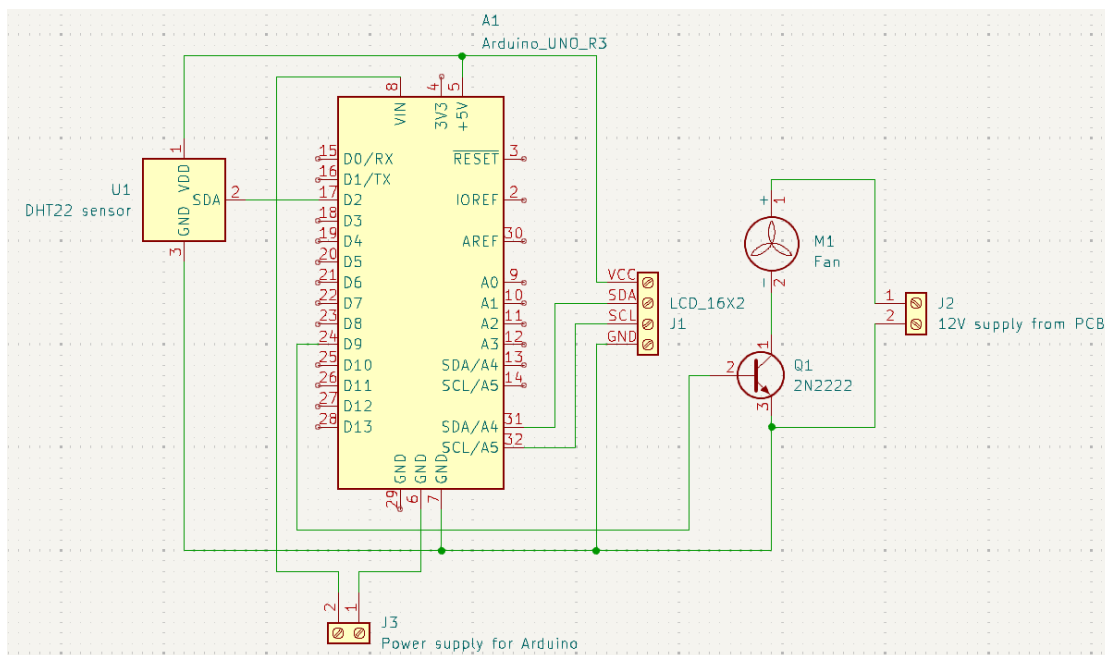 A1
Arduino_UNO_R3
8 4 5
VIN 3V3 +5V
1
VDD
U1
DHT22 sensor
SDA 2
GND
3
15 D0/RX
16 D1/TX
17 D2
18 D3
19 D4
20 D5
21 D6
22 D7
23 D8
24 D9
25 D10
26 D11
27 D12
28 D13
RESET 3
IOREF 2
AREF 30
A0 9
A1 10
A2 11
A3 12
SDA/A4 13
SCL/A5 14
SDA/A4 31
SCL/A5 32
GND GND GND
29 6 7
VCC
SDA
SCL
GND
LCD_16X2
J1
+ 1
M1
Fan
- 2
1
2
Q1
2N2222
3
1
2
J2
12V supply from PCB
2 1
J3
Power supply for Arduino